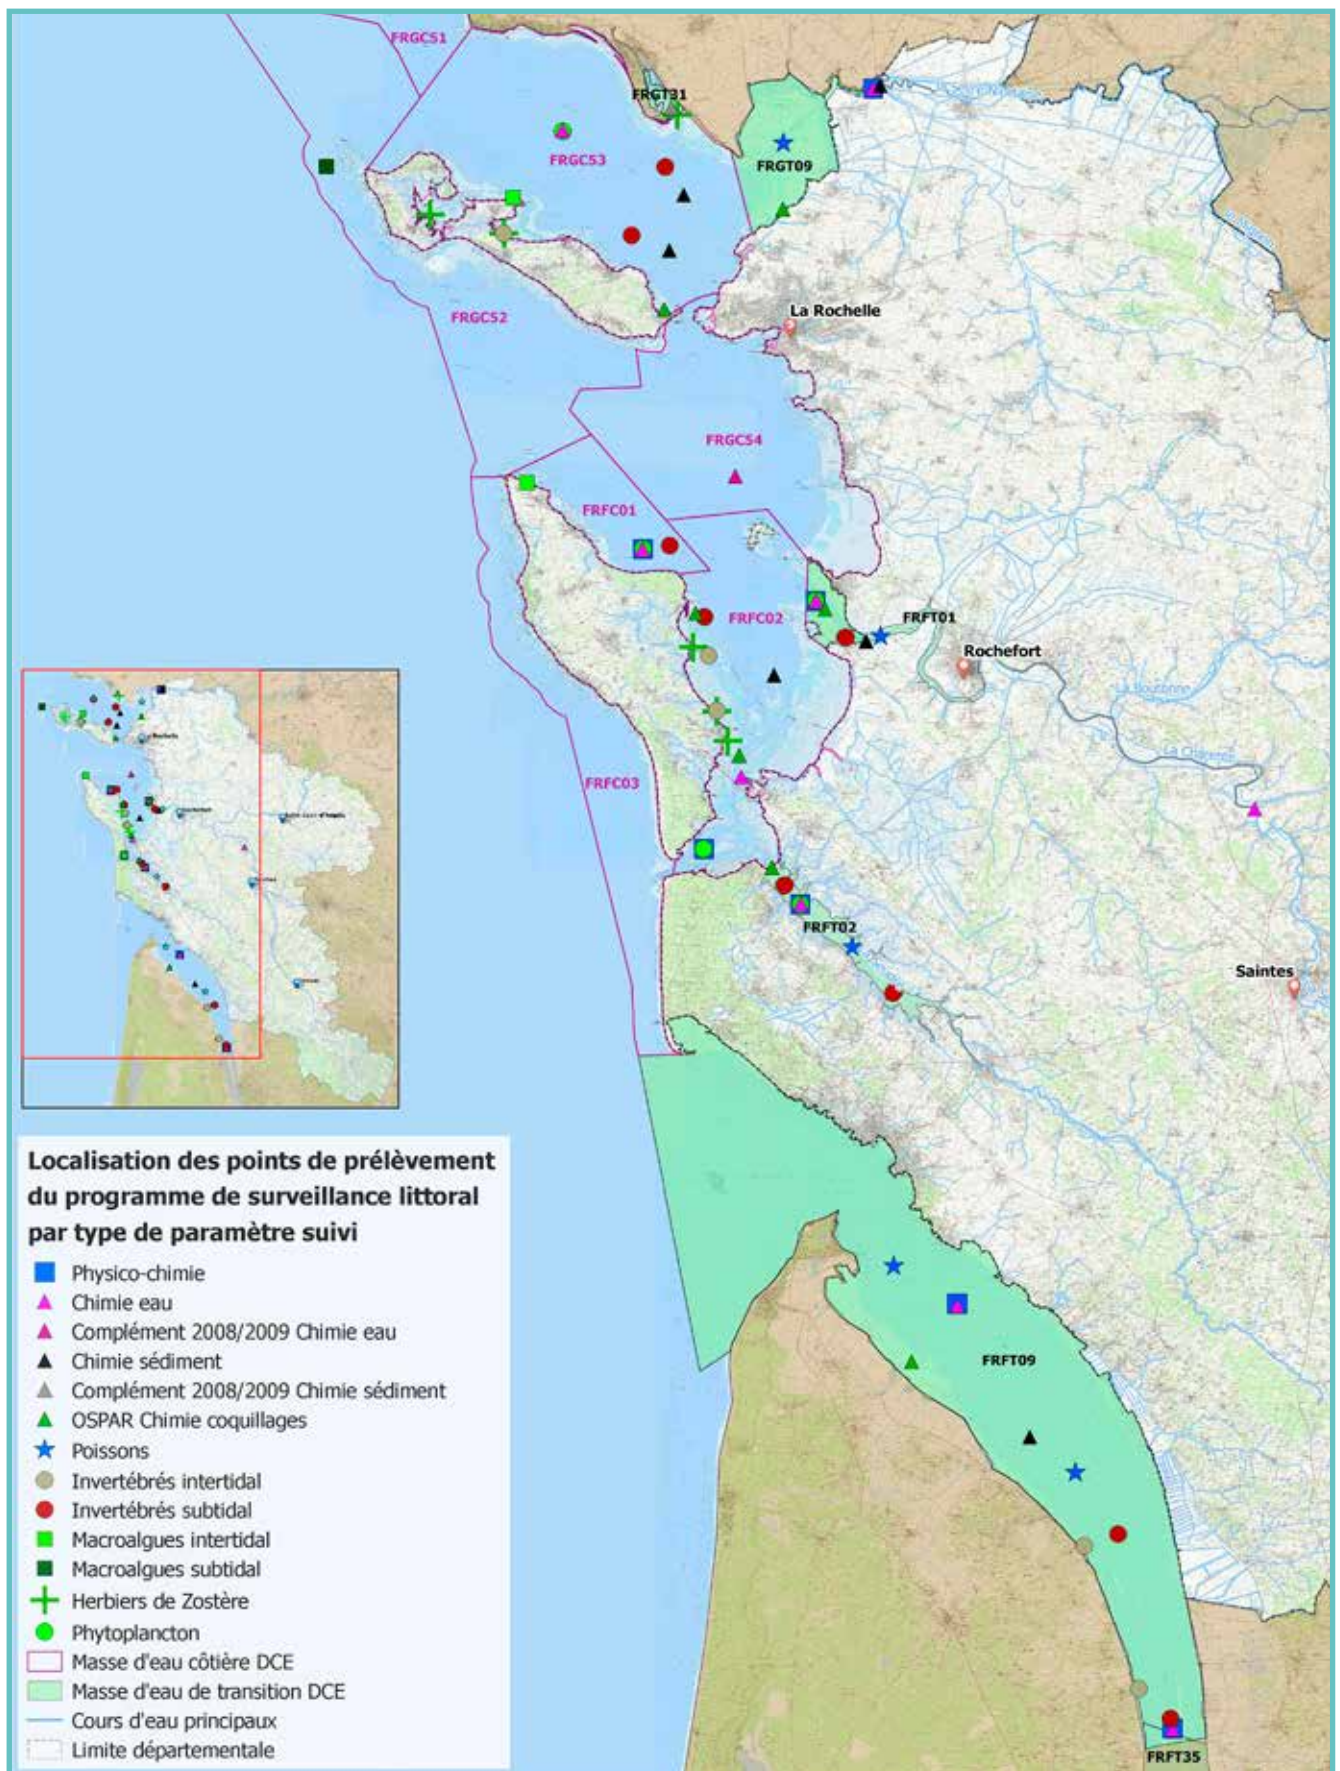 FRGC51
FRGT31
FRGC53
FRGT09
La Rochelle
FRGC52
FRGC54
FRFC01
FRFC02
FRFT01
Rochefort
La Boutonne
La Charente
FRFC03
FRFT02
Saintes
FRFT09
FRFT35
Localisation des points de prélèvement
du programme de surveillance littoral
par type de paramètre suivi
Physico-chimie
Chimie eau
Complément 2008/2009 Chimie eau
Chimie sédiment
Complément 2008/2009 Chimie sédiment
OSPAR Chimie coquillages
Poissons
Invertébrés intertidal
Invertébrés subtidal
Macroalgues intertidal
Macroalgues subtidal
Herbiers de Zostère
Phytoplancton
Masse d'eau côtière DCE
Masse d'eau de transition DCE
Cours d'eau principaux
Limite départementale